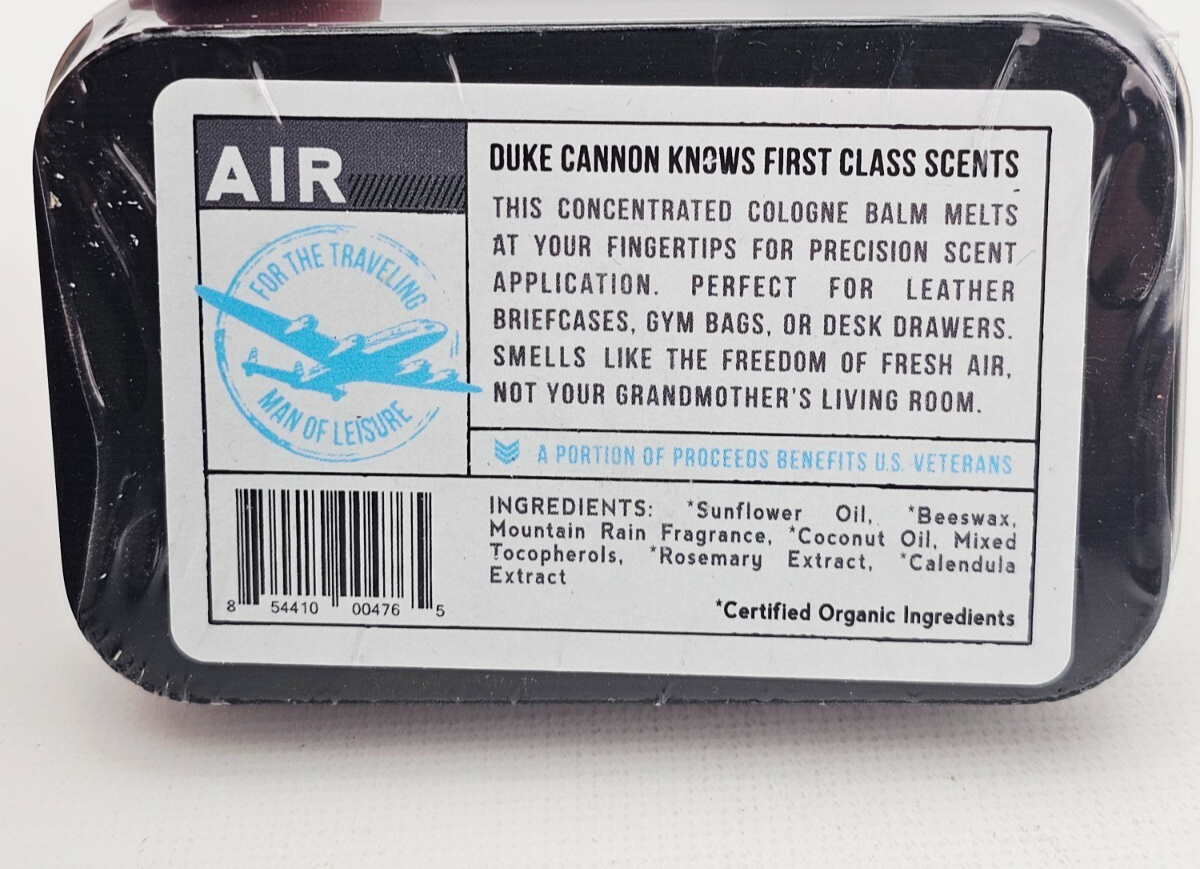 AIR
FOR THE TRAVELING
MAN OF LEISURE
DUKE CANNON KNOWS FIRST CLASS SCENTS
THIS CONCENTRATED COLOGNE BALM MELTS
AT YOUR FINGERTIPS FOR PRECISION SCENT
APPLICATION. PERFECT FOR LEATHER
BRIEFCASES, GYM BAGS, OR DESK DRAWERS.
SMELLS LIKE THE FREEDOM OF FRESH AIR,
NOT YOUR GRANDMOTHER'S LIVING ROOM.
A PORTION OF PROCEEDS BENEFITS U.S. VETERANS
8 54410 00476 5
INGREDIENTS: *Sunflower Oil, *Beeswax,
Mountain Rain Fragrance, *Coconut Oil, Mixed
Tocopherols, *Rosemary Extract, *Calendula
Extract
*Certified Organic Ingredients